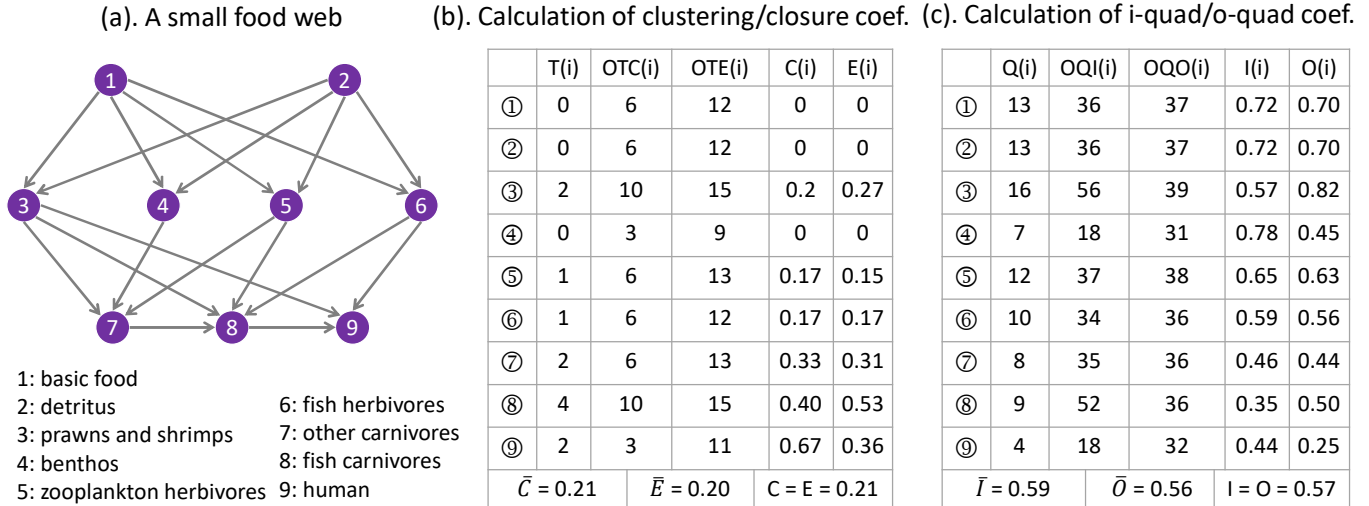 (a). A small food web
1 2
3 4 5 6
7 8 9
1: basic food
2: detritus
3: prawns and shrimps
4: benthos
5: zooplankton herbivores
6: fish herbivores
7: other carnivores
8: fish carnivores
9: human
(b). Calculation of clustering/closure coef.
T(i) OTC(i) OTE(i) C(i) E(i)
① 0 6 12 0 0
② 0 6 12 0 0
③ 2 10 15 0.2 0.27
④ 0 3 9 0 0
⑤ 1 6 13 0.17 0.15
⑥ 1 6 12 0.17 0.17
⑦ 2 6 13 0.33 0.31
⑧ 4 10 15 0.40 0.53
⑨ 2 3 11 0.67 0.36
C̄ = 0.21 Ē = 0.20 C = E = 0.21
(c). Calculation of i-quad/o-quad coef.
Q(i) OQI(i) OQO(i) I(i) O(i)
① 13 36 37 0.72 0.70
② 13 36 37 0.72 0.70
③ 16 56 39 0.57 0.82
④ 7 18 31 0.78 0.45
⑤ 12 37 38 0.65 0.63
⑥ 10 34 36 0.59 0.56
⑦ 8 35 36 0.46 0.44
⑧ 9 52 36 0.35 0.50
⑨ 4 18 32 0.44 0.25
Ī = 0.59 Ō = 0.56 I = O = 0.57